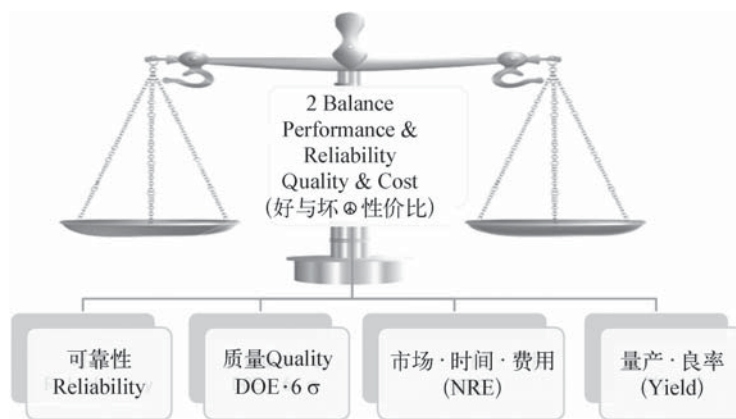 2 Balance
Performance &
Reliability
Quality & Cost
(好与坏☮性价比)
可靠性
Reliability
质量Quality
DOE·6 σ
市场·时间·费用
(NRE)
量产·良率
(Yield)